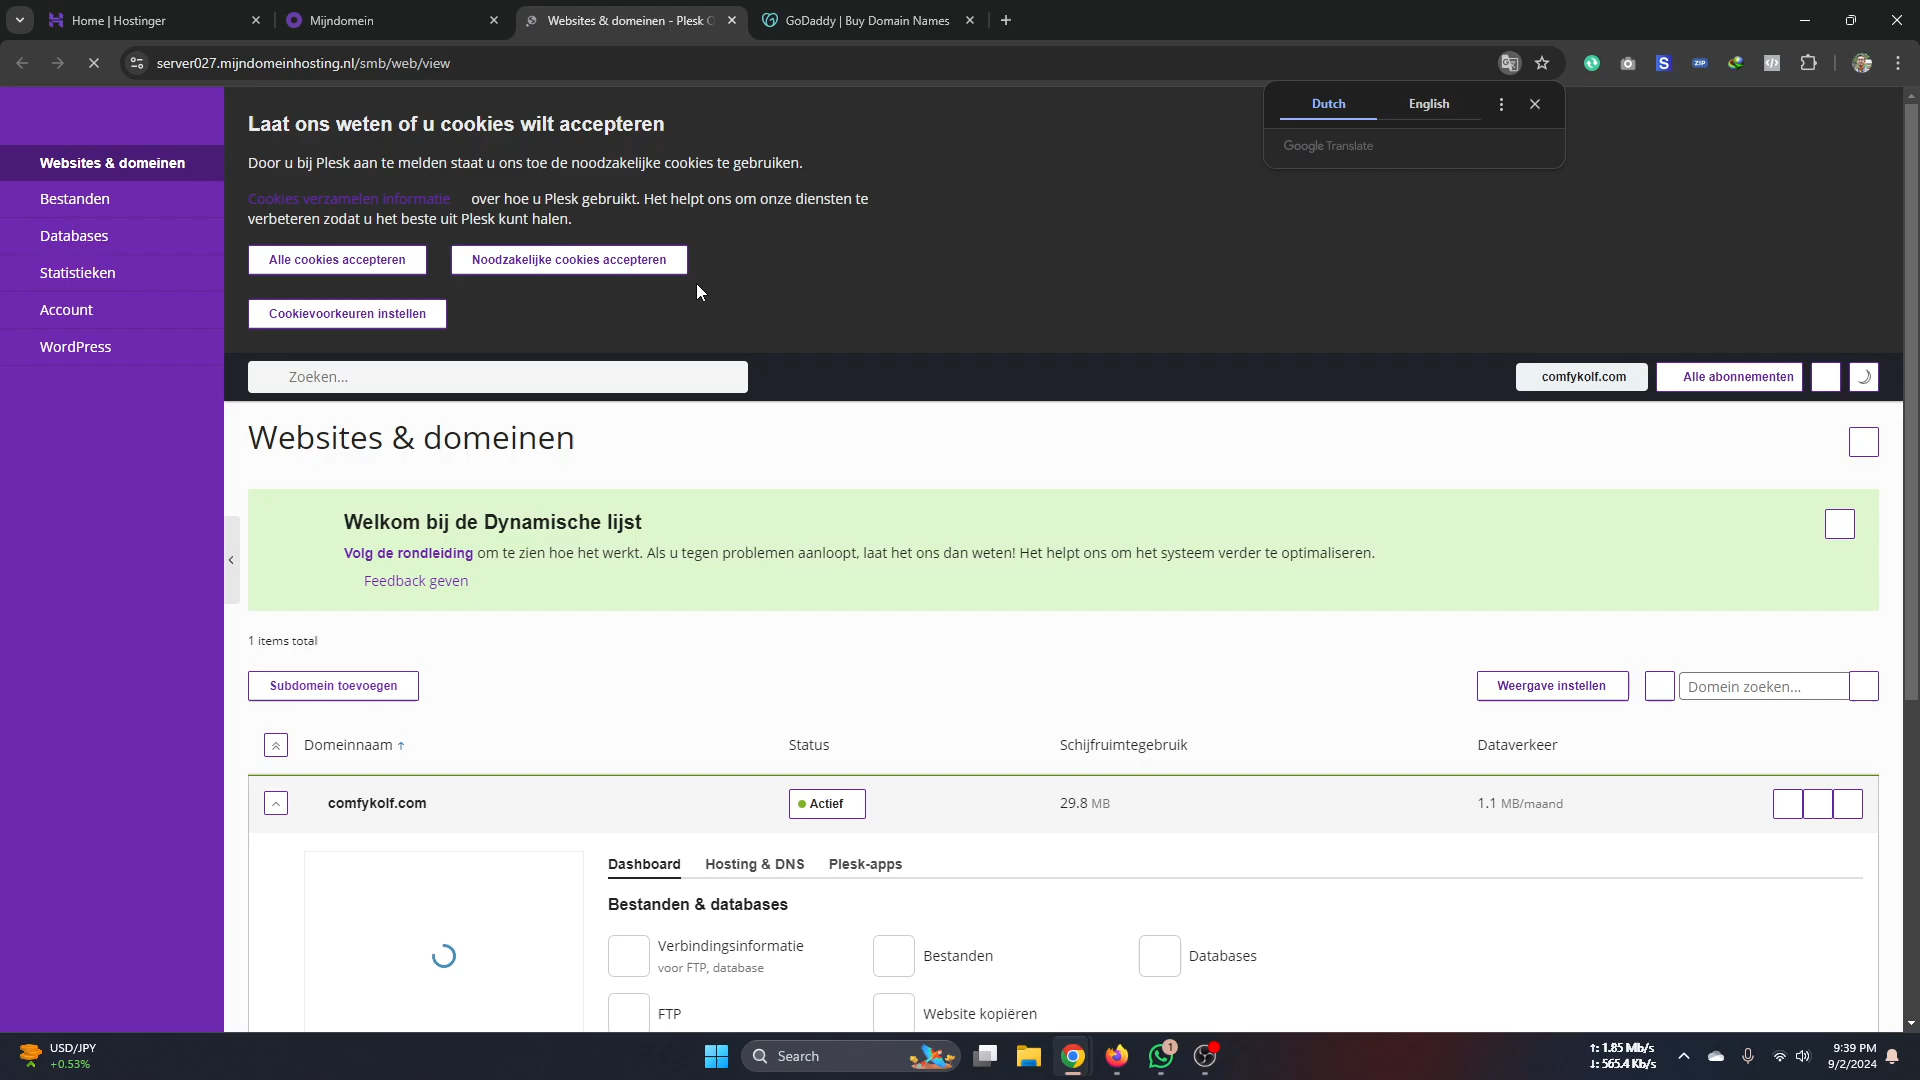 Home | Hostinger
Mijndomein
Websites & domeinen - Plesk
GoDaddy | Buy Domain Names
server027.mijndomeinhosting.nl/smb/web/view
Dutch
English
Google Translate
Websites & domeinen
Bestanden
Databases
Statistieken
Account
WordPress
Laat ons weten of u cookies wilt accepteren
Door u bij Plesk aan te melden staat u ons toe de noodzakelijke cookies te gebruiken.
Cookies verzamelen informatie over hoe u Plesk gebruikt. Het helpt ons om onze diensten te
verbeteren zodat u het beste uit Plesk kunt halen.
Alle cookies accepteren
Noodzakelijke cookies accepteren
Cookievoorkeuren instellen
Zoeken...
comfykolf.com
Alle abonnementen
Websites & domeinen
Welkom bij de Dynamische lijst
Volg de rondleiding om te zien hoe het werkt. Als u tegen problemen aanloopt, laat het ons dan weten! Het helpt ons om het systeem verder te optimaliseren.
Feedback geven
1 items total
Subdomein toevoegen
Weergave instellen
Domein zoeken...
Domeinnaam ↑
Status
Schijfruimtegebruik
Dataverkeer
comfykolf.com
Actief
29.8 MB
1.1 MB/maand
Dashboard
Hosting & DNS
Plesk-apps
Bestanden & databases
Verbindingsinformatie
voor FTP, database
Bestanden
Databases
FTP
Website kopiëren
USD/JPY
+0.53%
Search
1
↑: 1.85 Mb/s
↓: 565.4 Kb/s
9:39 PM
9/2/2024